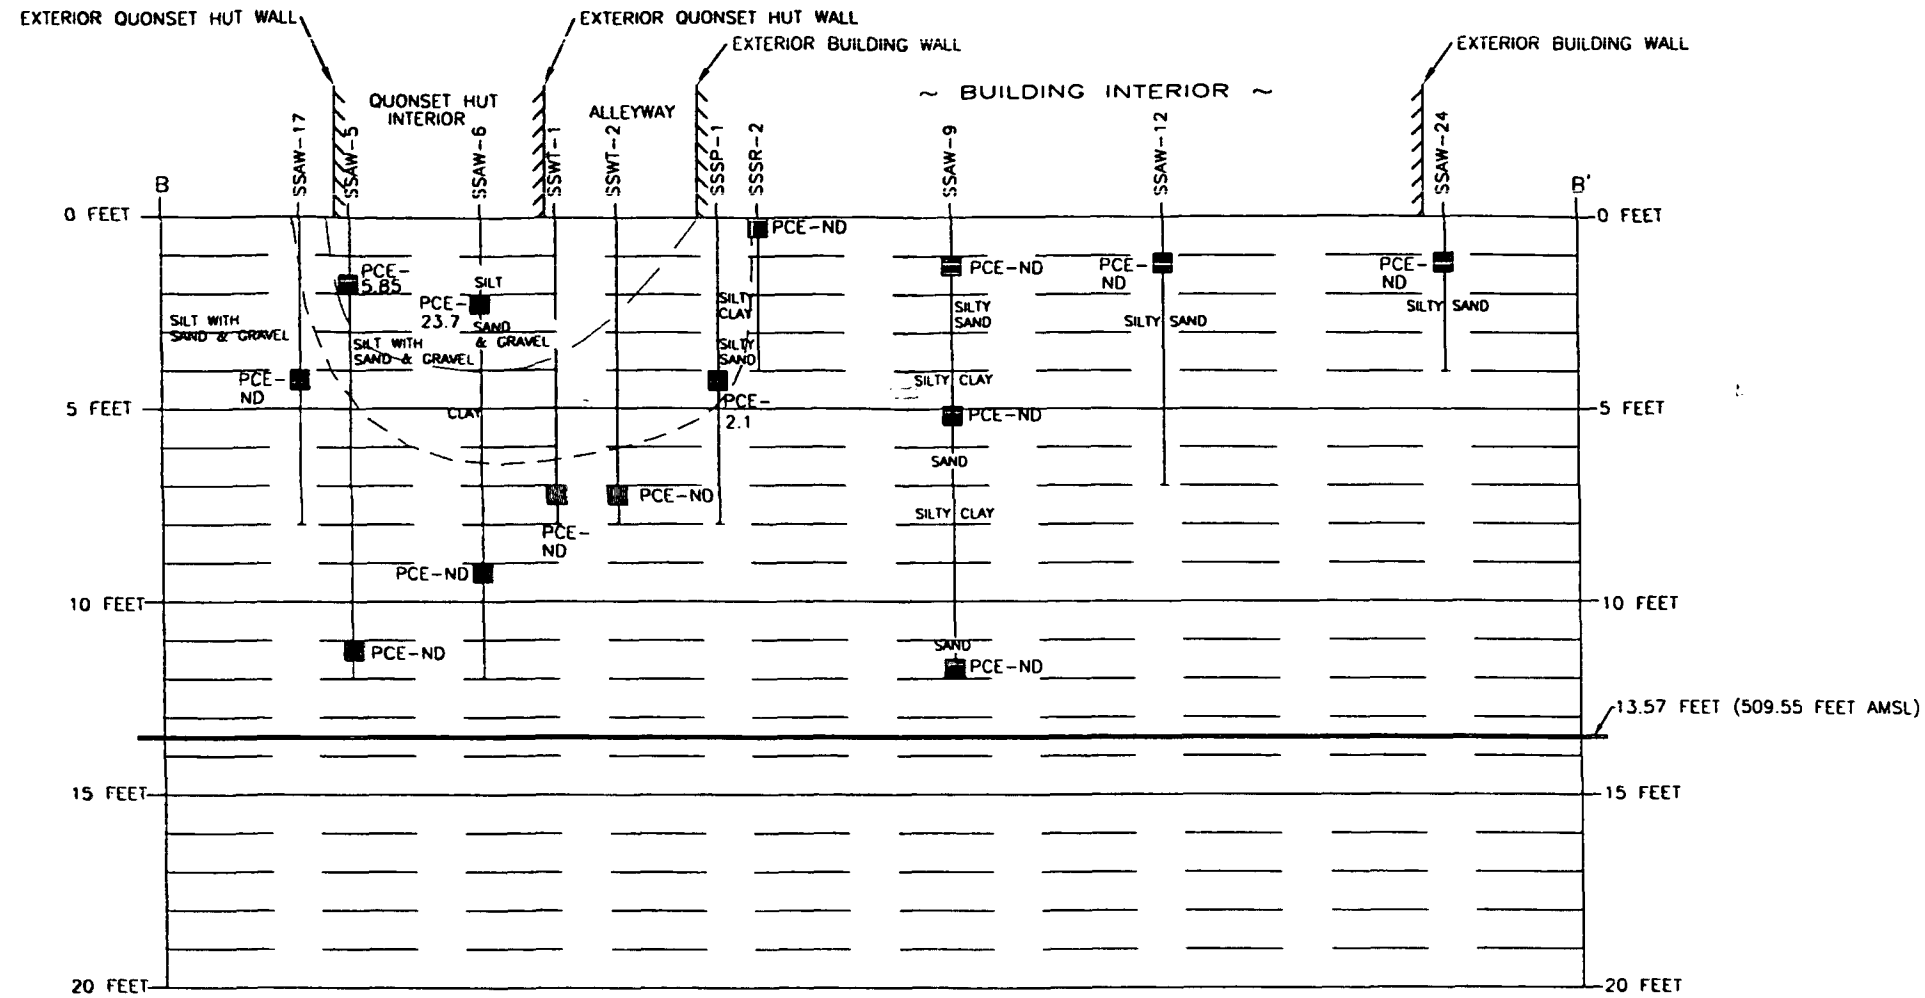 EXTERIOR QUONSET HUT WALL
EXTERIOR QUONSET HUT WALL
EXTERIOR BUILDING WALL
EXTERIOR BUILDING WALL
~ BUILDING INTERIOR ~
QUONSET HUT
INTERIOR
ALLEYWAY
B
SSAW-17
SSAW-5
SSAW-6
SSWT-1
SSWT-2
SSSP-1
SSSR-2
SSAW-9
SSAW-12
SSAW-24
B'
0 FEET
0 FEET
PCE-ND
PCE-
5.85
SILT
PCE-
23.7
SAND
& GRAVEL
SILT WITH
SAND & GRAVEL
SILT WITH
SAND & GRAVEL
SILTY
CLAY
SILTY
SAND
PCE-ND
SILTY
SAND
PCE-
ND
SILTY SAND
PCE-
ND
SILTY SAND
PCE-
ND
SILTY CLAY
CLAY
PCE-
2.1
5 FEET
5 FEET
PCE-ND
SAND
PCE-ND
SILTY CLAY
PCE-
ND
PCE-ND
10 FEET
10 FEET
PCE-ND
SAND
PCE-ND
13.57 FEET (509.55 FEET AMSL)
15 FEET
15 FEET
20 FEET
20 FEET